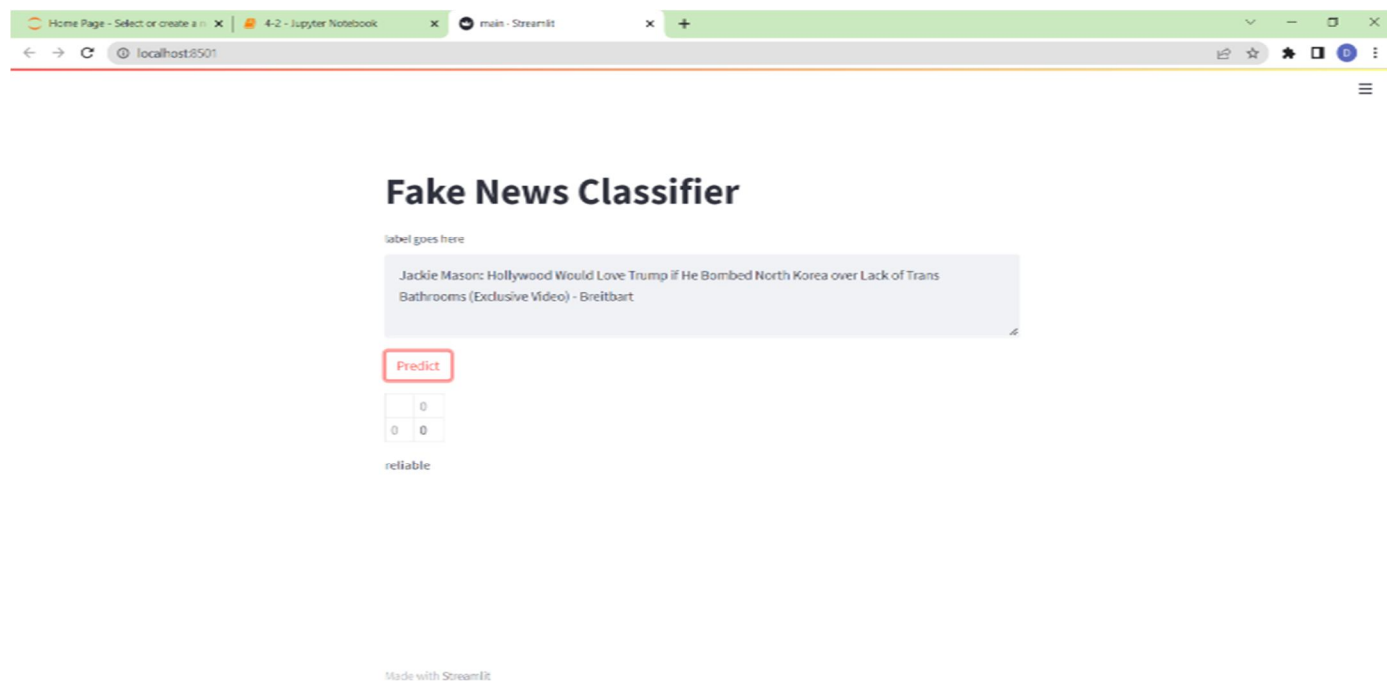 Home Page - Select or create a n
4-2 - Jupyter Notebook
main · Streamlit
localhost:8501
D
Fake News Classifier
label goes here
Jackie Mason: Hollywood Would Love Trump if He Bombed North Korea over Lack of Trans
Bathrooms (Exclusive Video) - Breitbart
Predict
0
0 0
reliable
Made with Streamlit